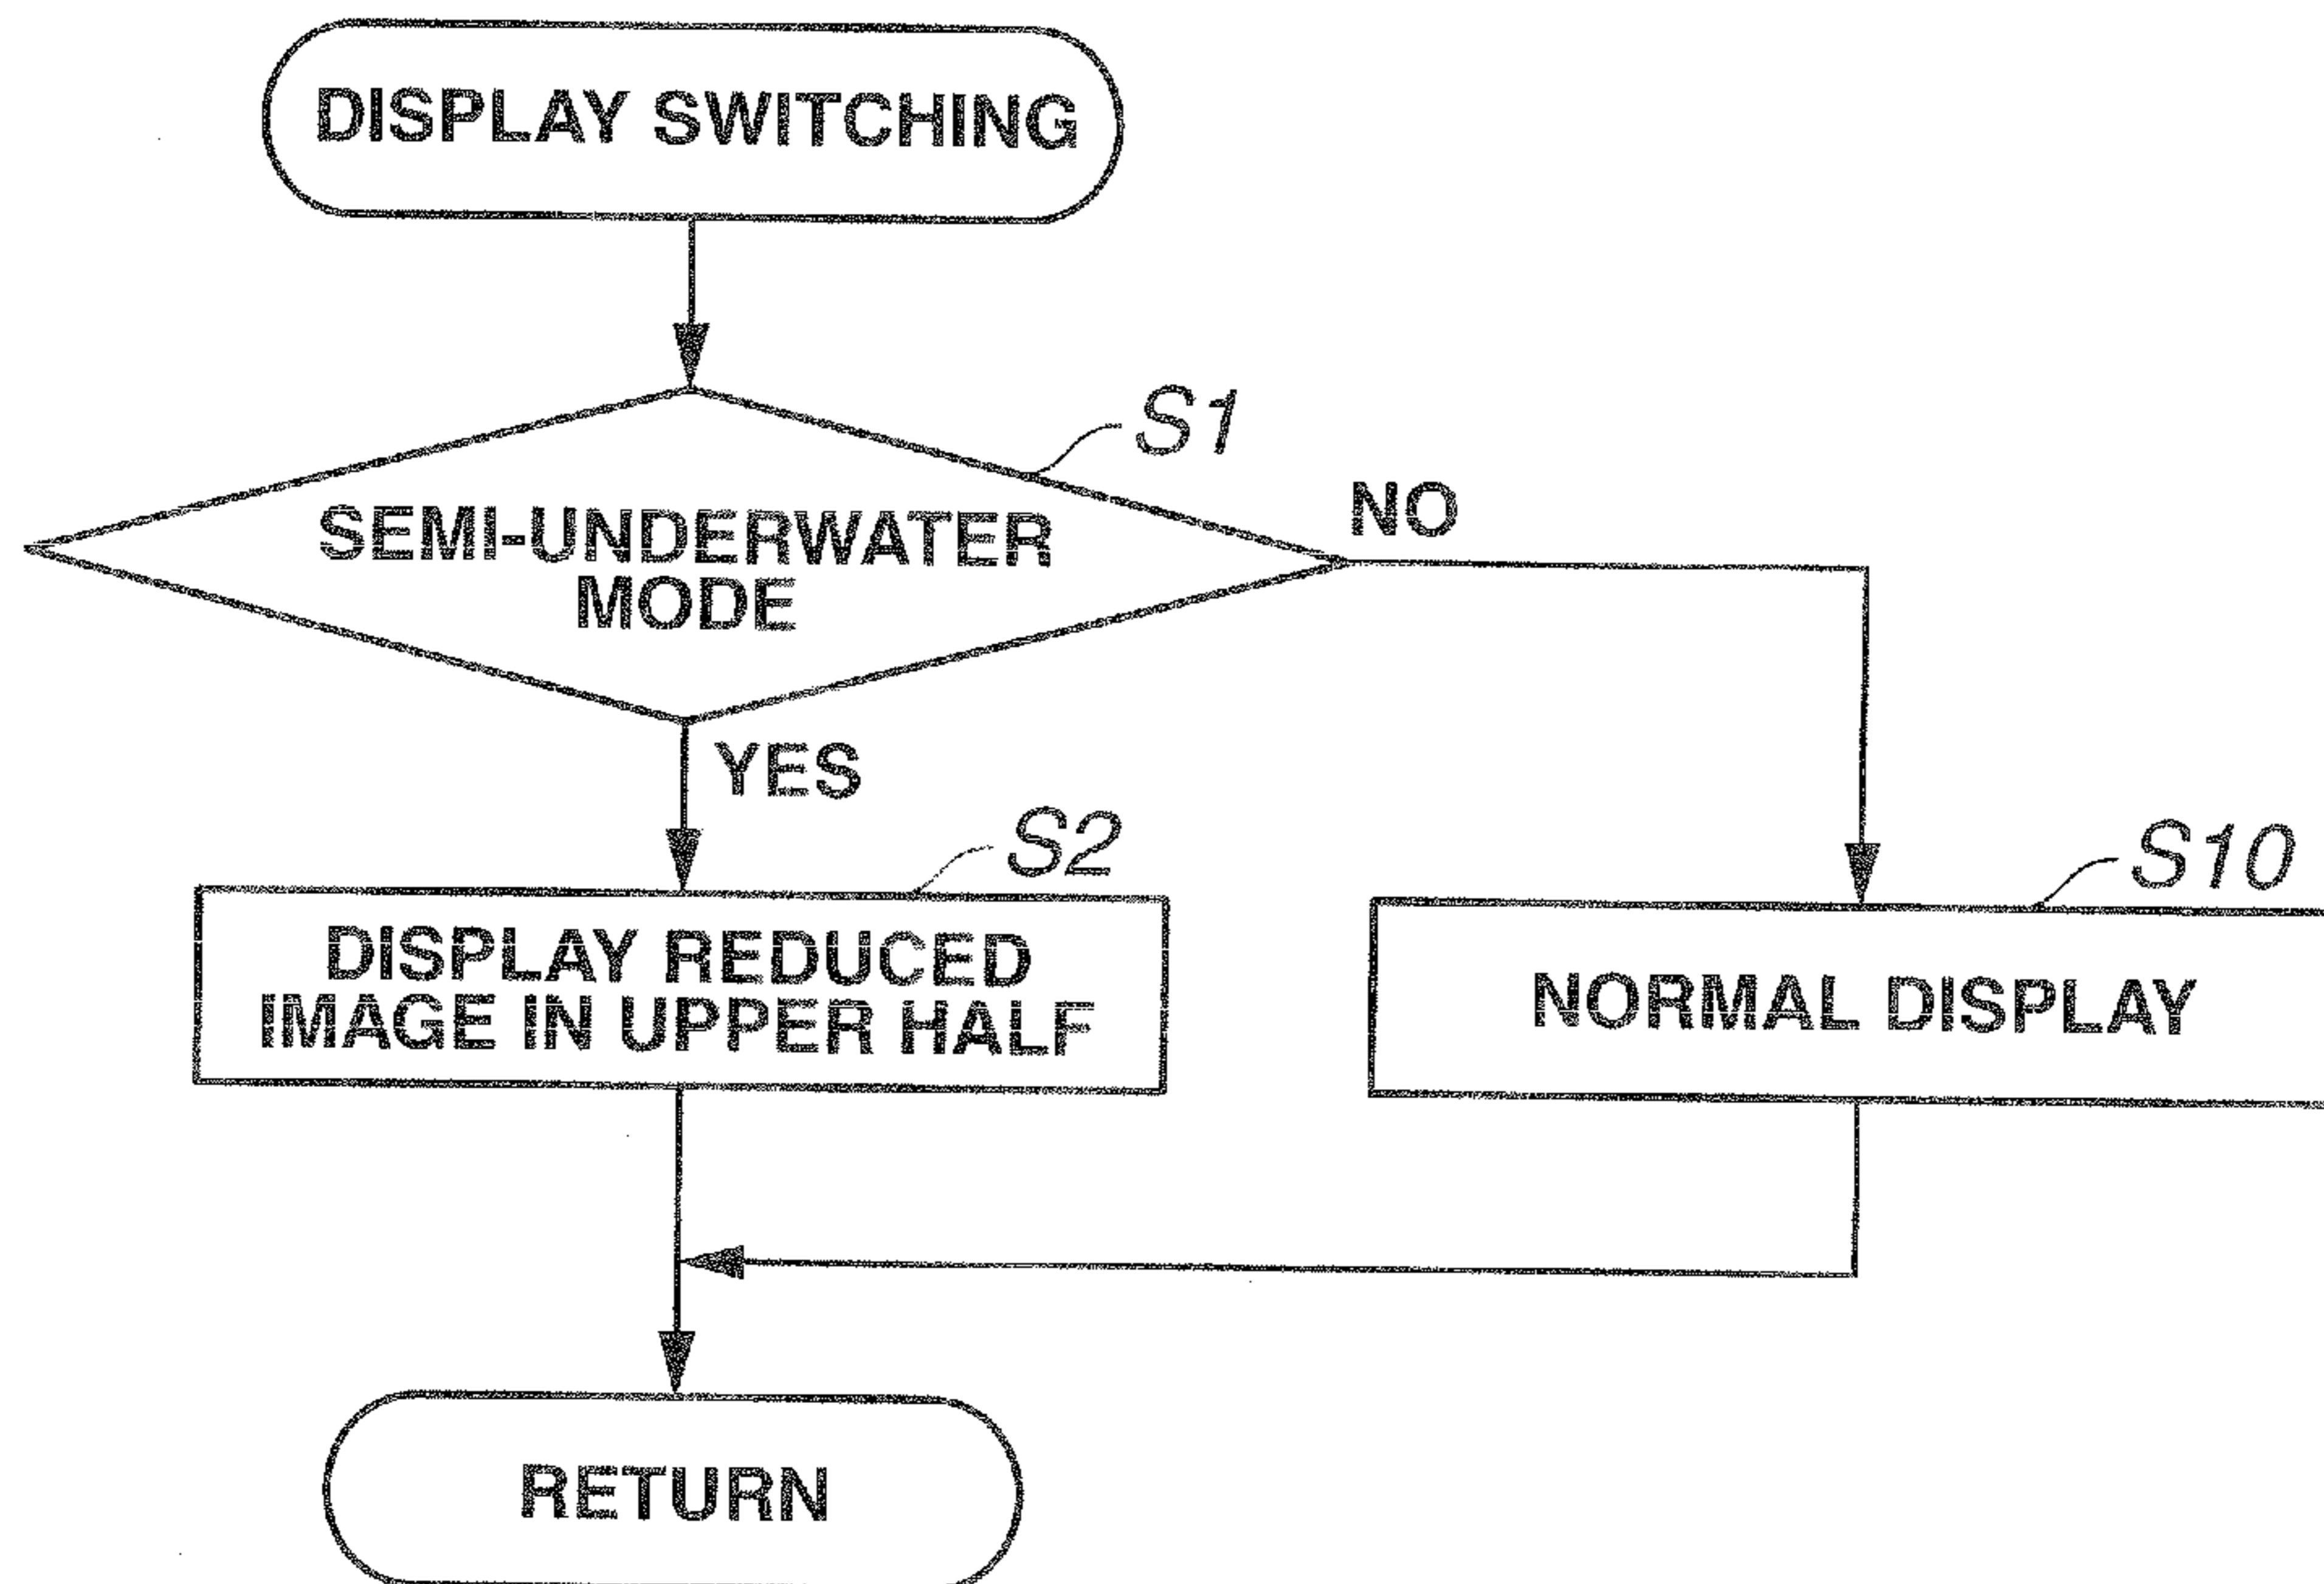 DISPLAY SWITCHING
S1
SEMI-UNDERWATER
MODE
NO
YES
S2
DISPLAY REDUCED
IMAGE IN UPPER HALF
S10
NORMAL DISPLAY
RETURN